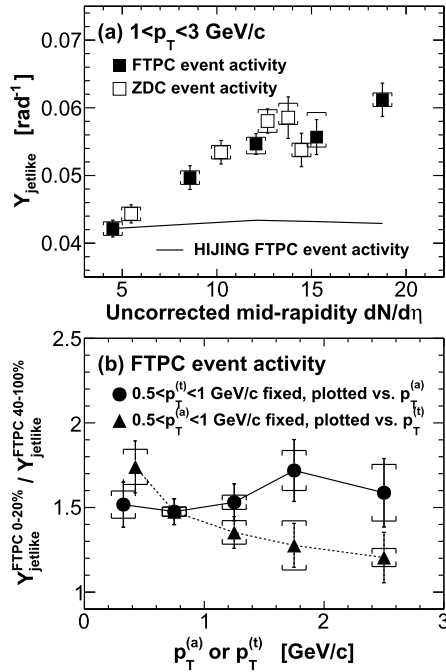 (a) 1<p_T<3 GeV/c
FTPC event activity
ZDC event activity
HIJING FTPC event activity
Y_jetlike [rad^-1]
0.07
0.06
0.05
0.04
5 10 15 20
Uncorrected mid-rapidity dN/dη
(b) FTPC event activity
0.5<p_T^(t)<1 GeV/c fixed, plotted vs. p_T^(a)
0.5<p_T^(a)<1 GeV/c fixed, plotted vs. p_T^(t)
Y_jetlike^FTPC 0-20% / Y_jetlike^FTPC 40-100%
2.5
2
1.5
1
0 1 2 3
p_T^(a) or p_T^(t) [GeV/c]